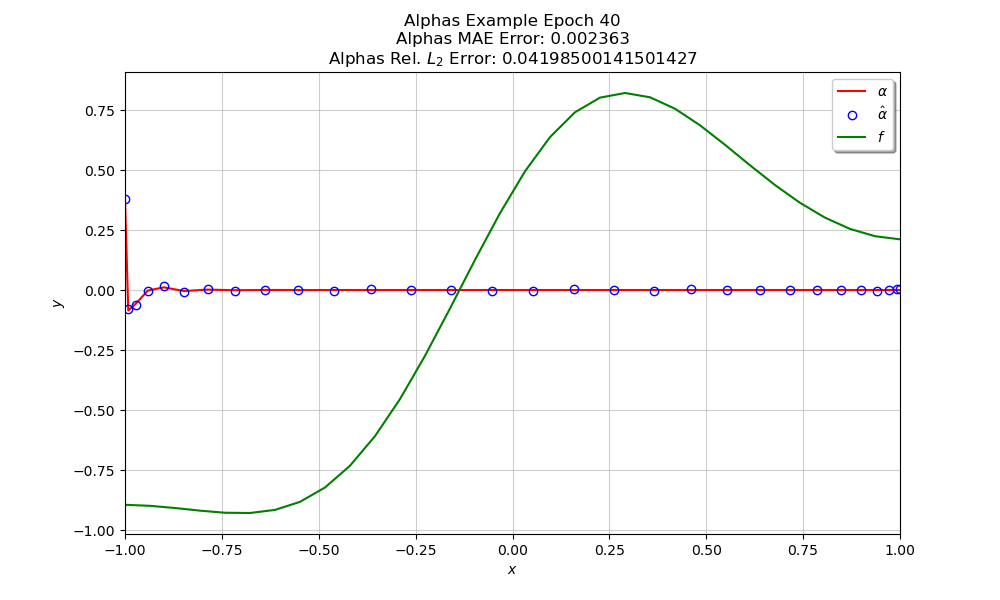 Alphas Example Epoch 40
Alphas MAE Error: 0.002363
Alphas Rel. $L_2$ Error: 0.04198500141501427
α
α̂
f
0.75
0.50
0.25
0.00
−0.25
−0.50
−0.75
−1.00
y
−1.00 −0.75 −0.50 −0.25 0.00 0.25 0.50 0.75 1.00
x